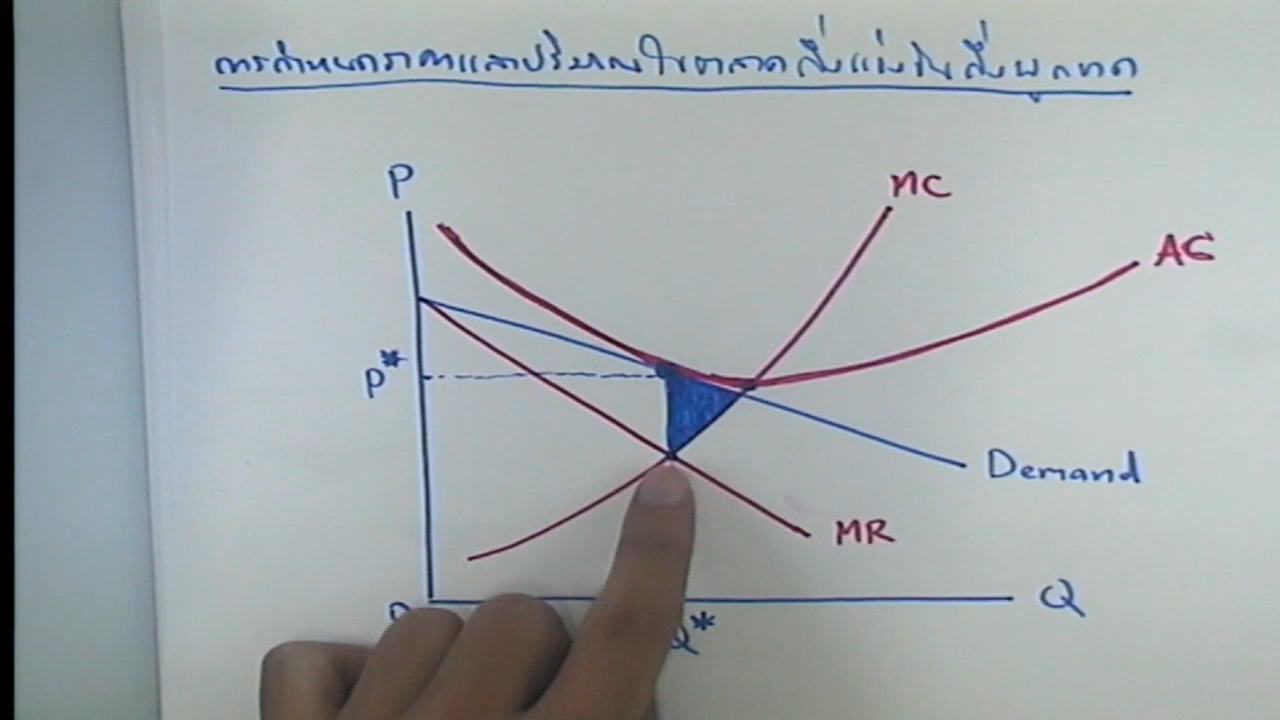 การกำหนดราคาและปริมาณในตลาดกึ่งแข่งขันกึ่งผูกขาด
P
MC
AC
P*
Demand
MR
Q
Q*